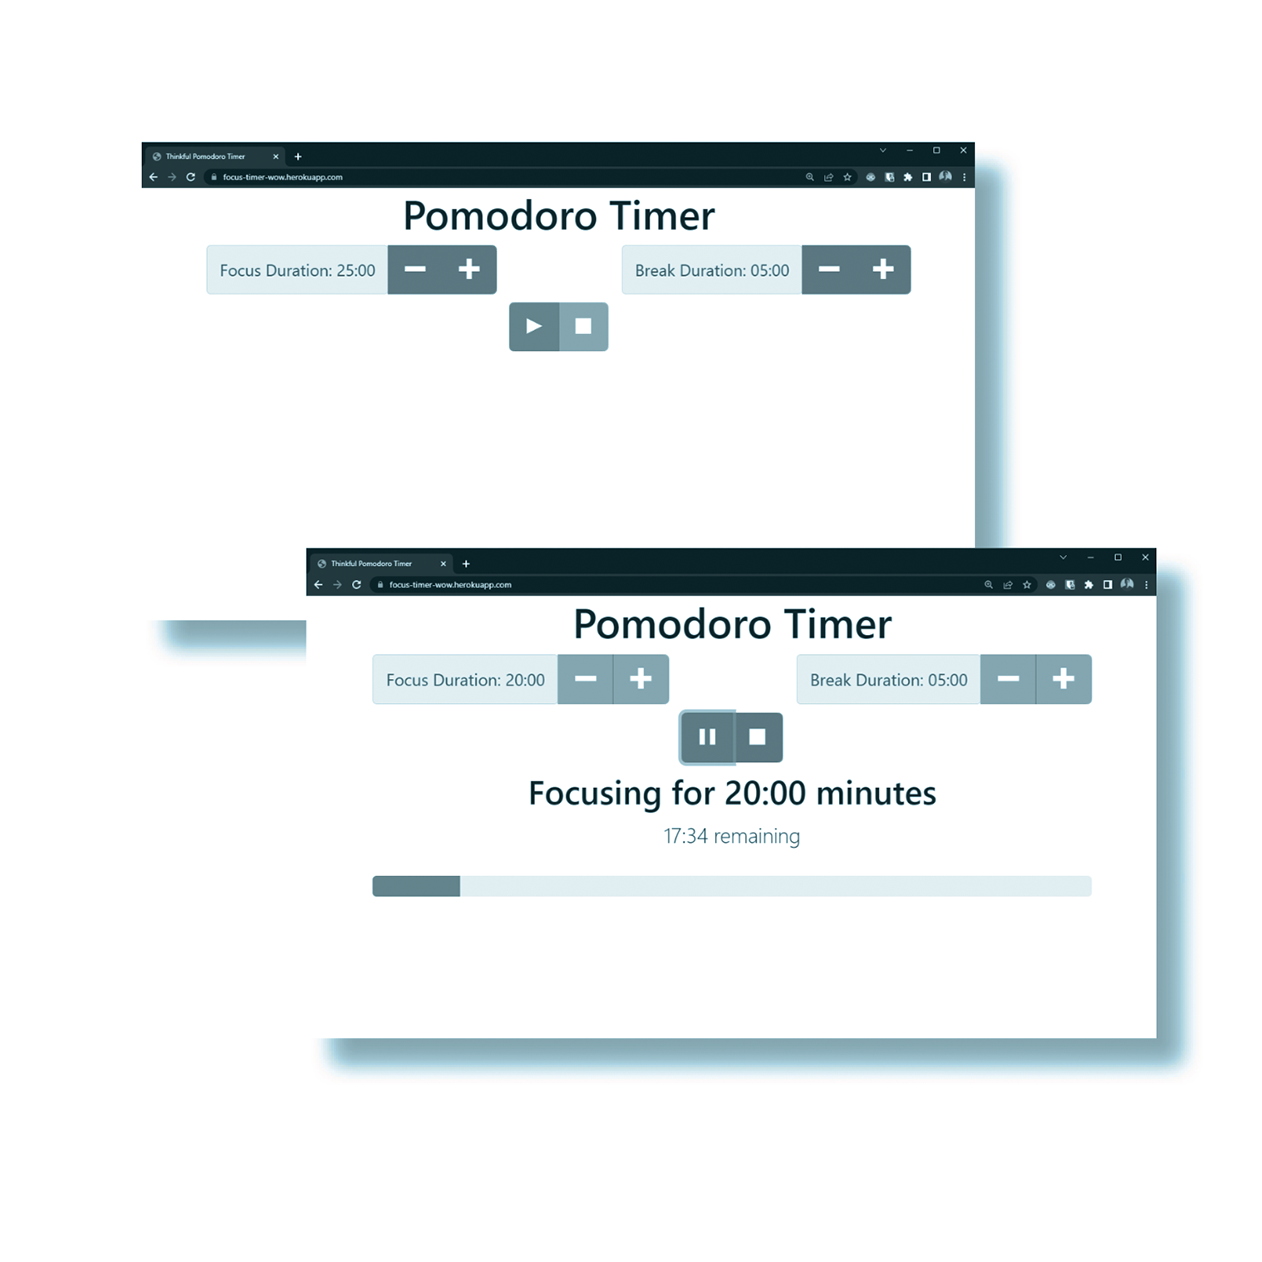 Thinkful Pomodoro Timer
focus-timer-wow.herokuapp.com
Pomodoro Timer
Focus Duration: 25:00
Break Duration: 05:00
Thinkful Pomodoro Timer
focus-timer-wow.herokuapp.com
Pomodoro Timer
Focus Duration: 20:00
Break Duration: 05:00
Focusing for 20:00 minutes
17:34 remaining